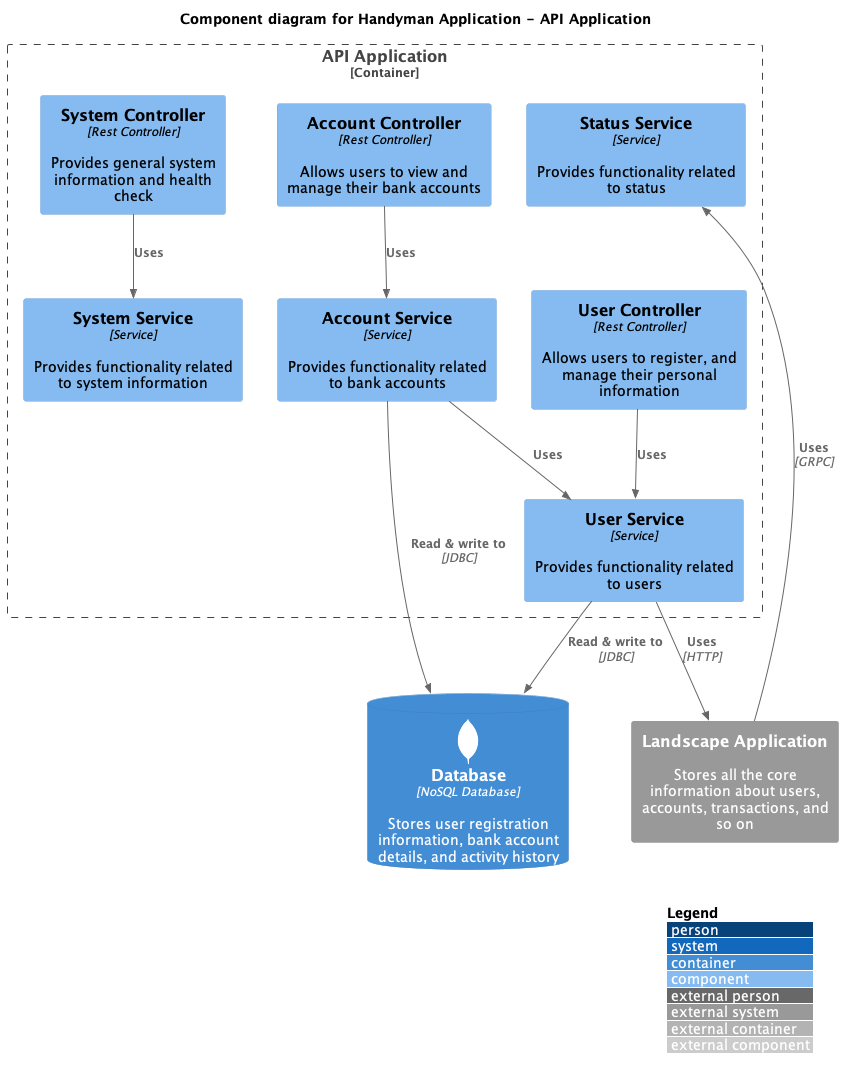 Component diagram for Handyman Application - API Application
API Application
[Container]
System Controller
[Rest Controller]
Provides general system
information and health
check
Account Controller
[Rest Controller]
Allows users to view and
manage their bank accounts
Status Service
[Service]
Provides functionality related
to status
Uses
Uses
System Service
[Service]
Provides functionality related
to system information
Account Service
[Service]
Provides functionality related
to bank accounts
User Controller
[Rest Controller]
Allows users to register, and
manage their personal
information
Uses
Uses
Uses
[GRPC]
User Service
[Service]
Provides functionality related
to users
Read & write to
[JDBC]
Read & write to
[JDBC]
Uses
[HTTP]
Database
[NoSQL Database]
Stores user registration
information, bank account
details, and activity history
Landscape Application
Stores all the core
information about users,
accounts, transactions, and
so on
Legend
person
system
container
component
external person
external system
external container
external component